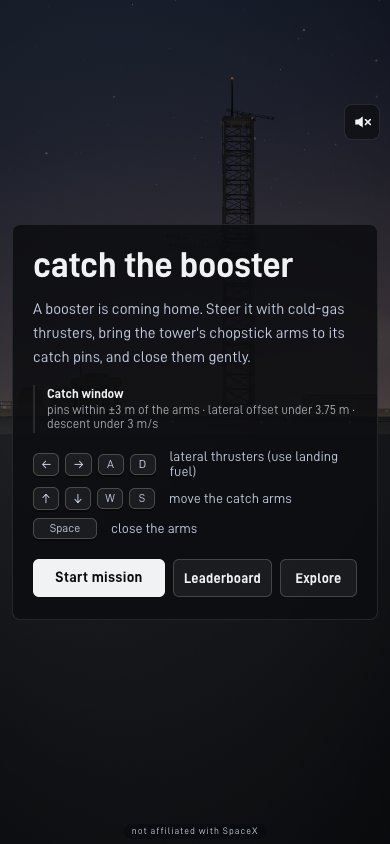 catch the booster
A booster is coming home. Steer it with cold-gas
thrusters, bring the tower's chopstick arms to its
catch pins, and close them gently.
Catch window
pins within ±3 m of the arms · lateral offset under 3.75 m ·
descent under 3 m/s
← → A D lateral thrusters (use landing
fuel)
↑ ↓ W S move the catch arms
Space close the arms
Start mission Leaderboard Explore
not affiliated with SpaceX